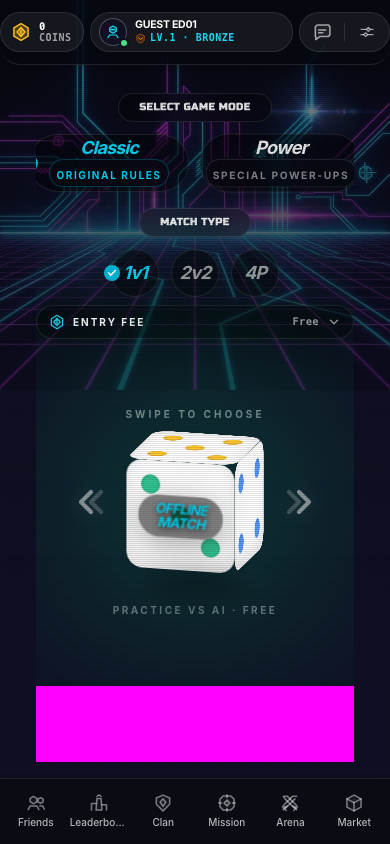 0
COINS
GUEST ED01
LV.1 · BRONZE
SELECT GAME MODE
Classic
ORIGINAL RULES
Power
SPECIAL POWER-UPS
MATCH TYPE
1v1
2v2
4P
ENTRY FEE
Free
SWIPE TO CHOOSE
OFFLINE
MATCH
PRACTICE VS AI · FREE
Friends
Leaderbo...
Clan
Mission
Arena
Market